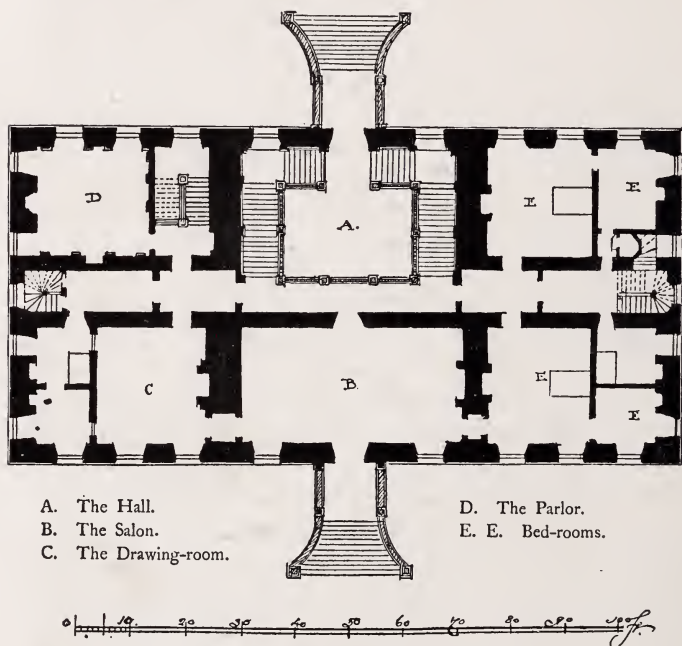 D
A.
E
E
C
B.
E
E
A. The Hall.
B. The Salon.
C. The Drawing-room.
D. The Parlor.
E. E. Bed-rooms.
0 10. 20 30 40 50 60 70 80 90 100 f.